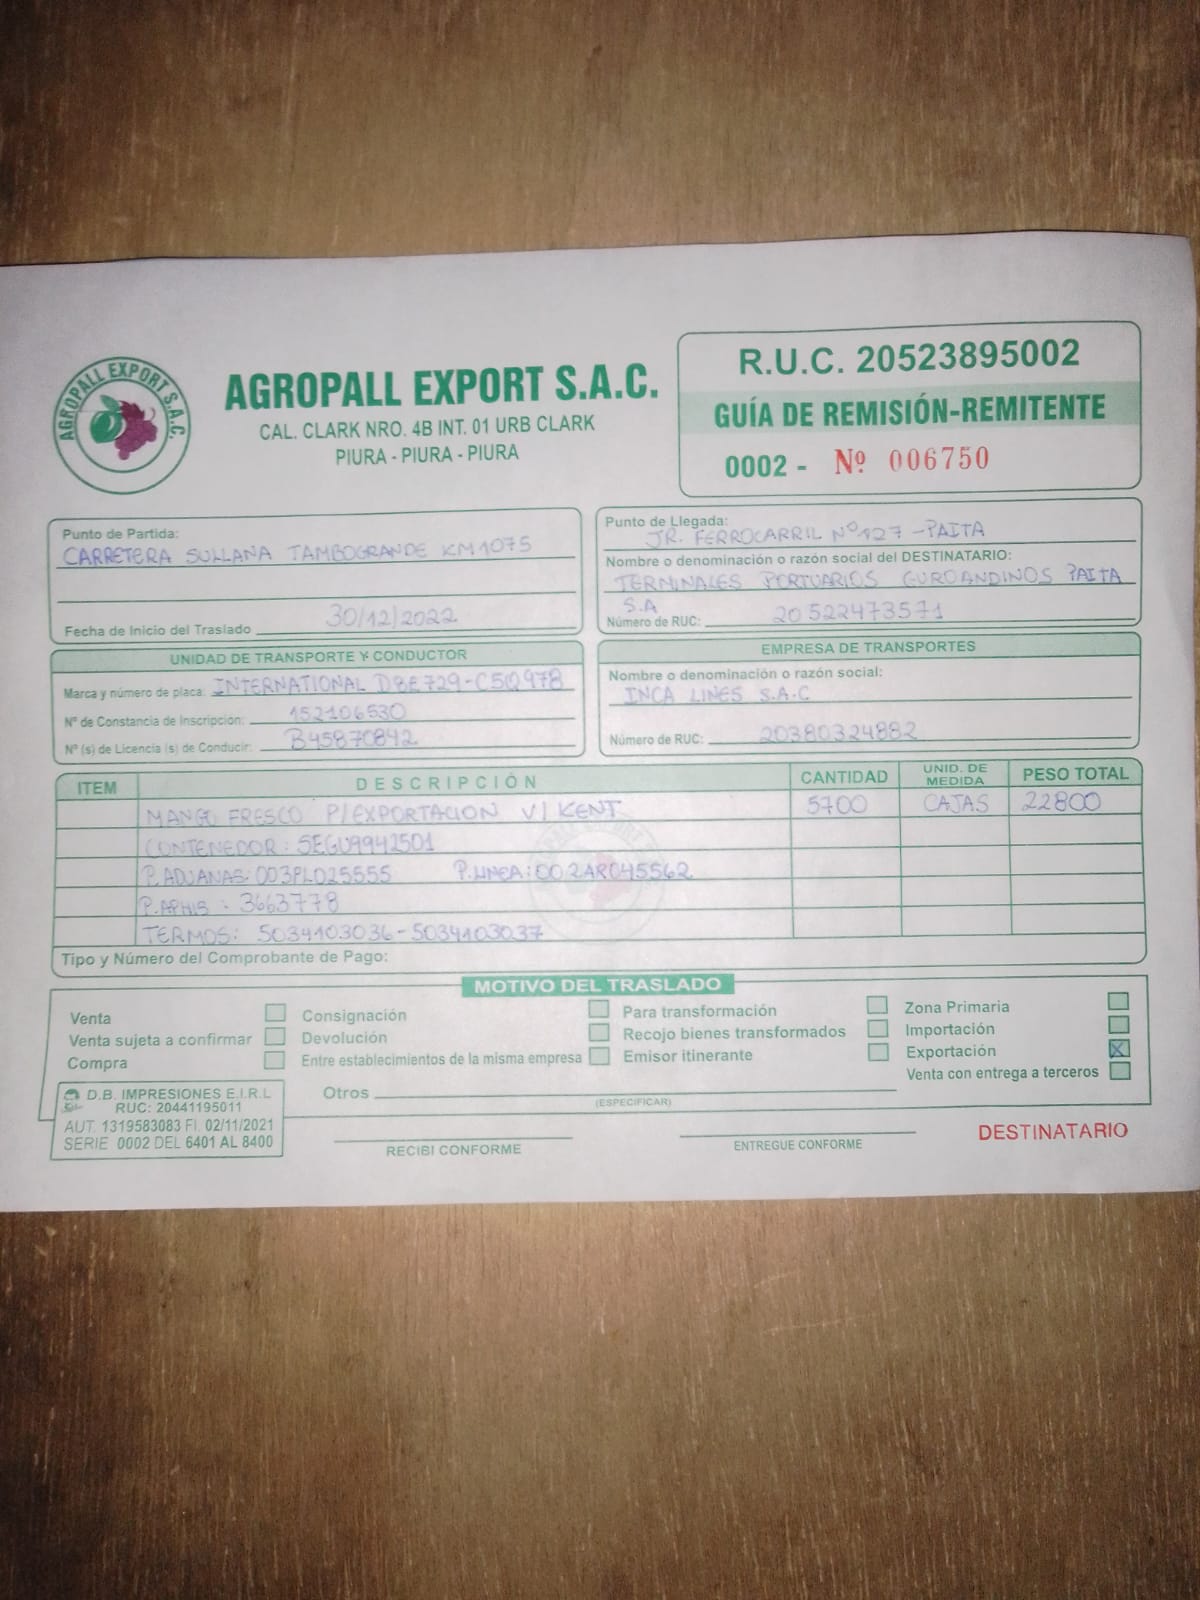 AGROPALL EXPORT S.A.C.
AGROPALL EXPORT S.A.C.
CAL. CLARK NRO. 4B INT. 01 URB CLARK
PIURA - PIURA - PIURA
R.U.C. 20523895002
GUÍA DE REMISIÓN-REMITENTE
0002 - Nº 006750
Punto de Partida:
CARRETERA SULLANA TAMBOGRANDE KM1075
Fecha de Inicio del Traslado 30/12/2022
Punto de Llegada:
JR. FERROCARRIL Nº127 - PAITA
Nombre o denominación o razón social del DESTINATARIO:
TERMINALES PORTUARIOS EUROANDINOS PAITA
S.A
Número de RUC: 20522473571
UNIDAD DE TRANSPORTE Y CONDUCTOR
Marca y número de placa: INTERNATIONAL D8E729-C5Q978
Nº de Constancia de Inscripción: 152106530
Nº (s) de Licencia (s) de Conducir: B45870842
EMPRESA DE TRANSPORTES
Nombre o denominación o razón social:
INCA LINES S.A.C
Número de RUC: 20380324882
ITEM DESCRIPCIÓN CANTIDAD UNID. DE MEDIDA PESO TOTAL
MANGO FRESCO P/EXPORTACION V/ KENT 5700 CAJAS 22800
CONTENEDOR: SEGU9942501
P. ADUANAS: 003PL025555 P. LINEA: 002AR045562
P. APHIS: 3663778
TERMOS: 5034103036-5034103037
Tipo y Número del Comprobante de Pago:
MOTIVO DEL TRASLADO
Venta
Venta sujeta a confirmar
Compra
Consignación
Devolución
Entre establecimientos de la misma empresa
Para transformación
Recojo bienes transformados
Emisor itinerante
Zona Primaria
Importación
Exportación X
Venta con entrega a terceros
Otros
(ESPECIFICAR)
D.B. IMPRESIONES E.I.R.L
RUC: 20441195011
AUT. 1319583083 FI. 02/11/2021
SERIE 0002 DEL 6401 AL 8400
RECIBI CONFORME
ENTREGUE CONFORME
DESTINATARIO